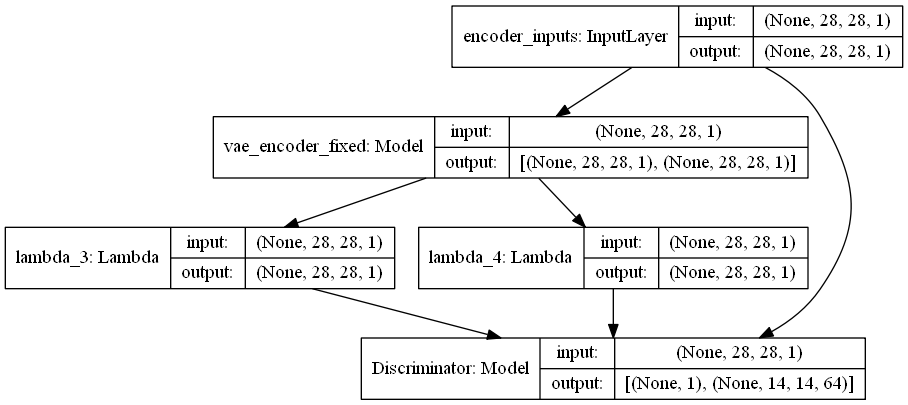 encoder_inputs: InputLayer
input:
(None, 28, 28, 1)
output:
(None, 28, 28, 1)
vae_encoder_fixed: Model
input:
(None, 28, 28, 1)
output:
[(None, 28, 28, 1), (None, 28, 28, 1)]
lambda_3: Lambda
input:
(None, 28, 28, 1)
output:
(None, 28, 28, 1)
lambda_4: Lambda
input:
(None, 28, 28, 1)
output:
(None, 28, 28, 1)
Discriminator: Model
input:
(None, 28, 28, 1)
output:
[(None, 1), (None, 14, 14, 64)]